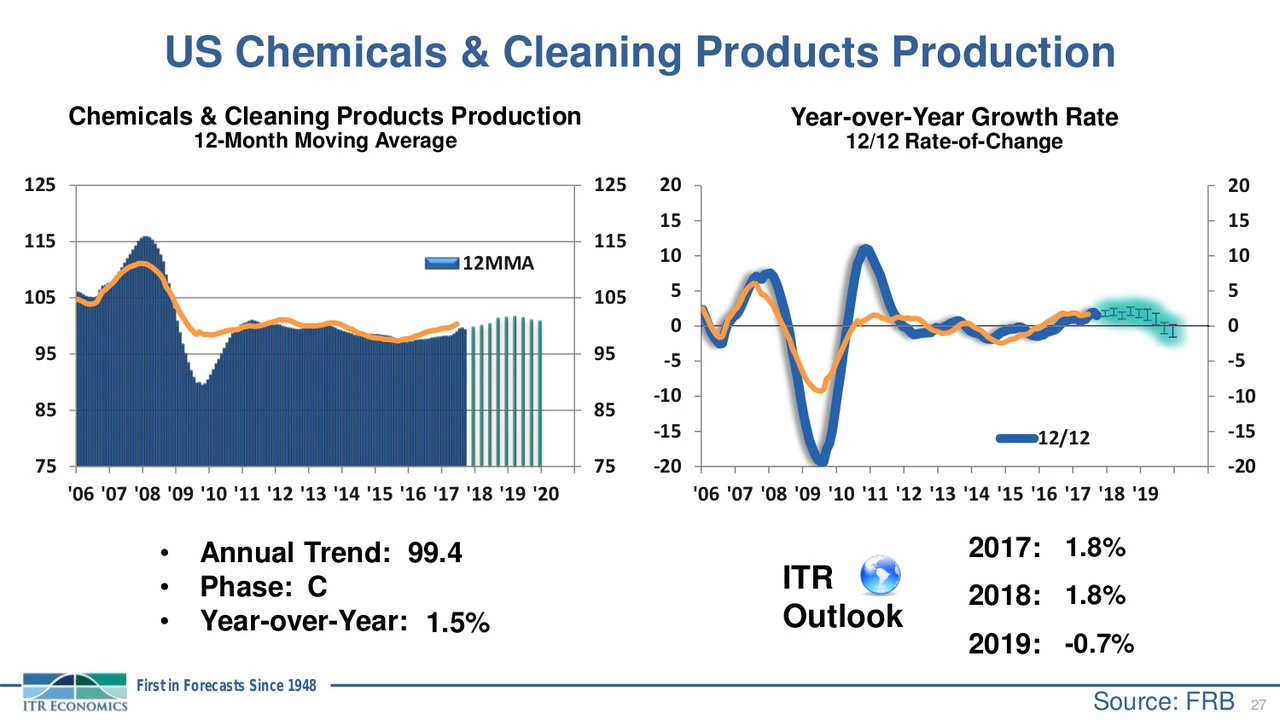 US Chemicals & Cleaning Products Production
Chemicals & Cleaning Products Production
12-Month Moving Average
125
115
105
95
85
75
125
115
105
95
85
75
12MMA
'06 '07 '08 '09 '10 '11 '12 '13 '14 '15 '16 '17 '18 '19 '20
Year-over-Year Growth Rate
12/12 Rate-of-Change
20
15
10
5
0
-5
-10
-15
-20
20
15
10
5
0
-5
-10
-15
-20
12/12
'06 '07 '08 '09 '10 '11 '12 '13 '14 '15 '16 '17 '18 '19
• Annual Trend: 99.4
• Phase: C
• Year-over-Year: 1.5%
ITR
Outlook
2017: 1.8%
2018: 1.8%
2019: -0.7%
ITR ECONOMICS
First in Forecasts Since 1948
Source: FRB
27